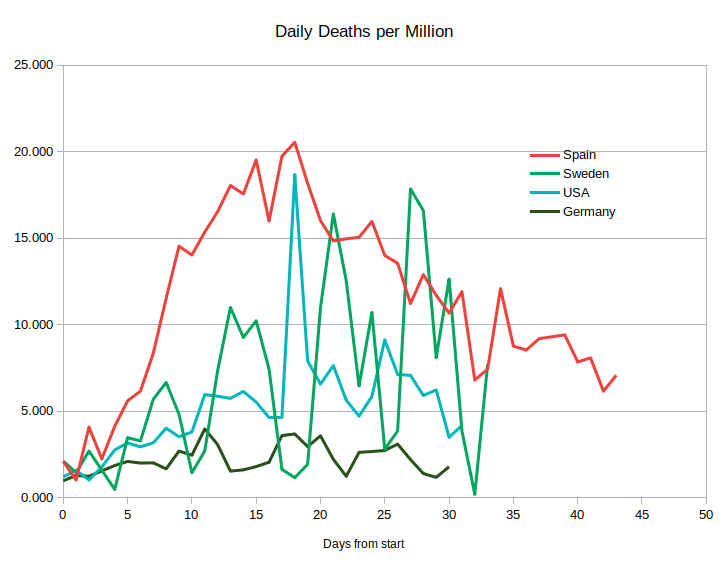 Daily Deaths per Million
25.000
20.000
15.000
10.000
5.000
0.000
Spain
Sweden
USA
Germany
0 5 10 15 20 25 30 35 40 45 50
Days from start